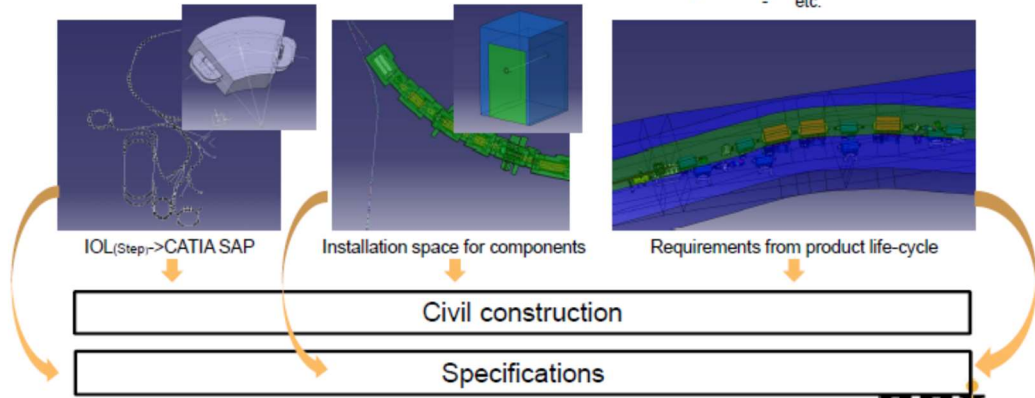 - etc.
IOL(Step)->CATIA SAP
Installation space for components
Requirements from product life-cycle
Civil construction
Specifications